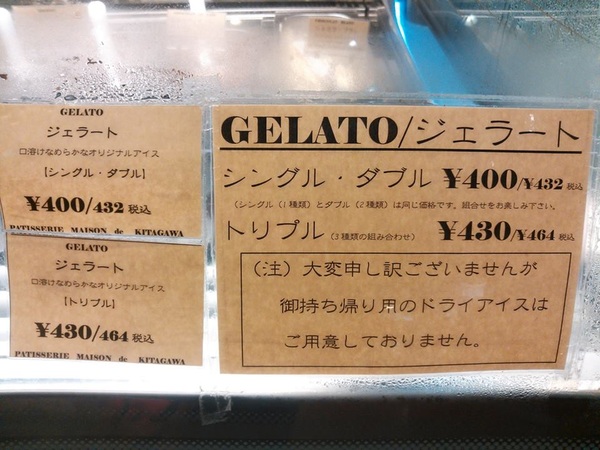 GELATO
ジェラート
口溶けなめらかなオリジナルアイス
【シングル・ダブル】
¥400/432 税込
PATISSERIE MAISON de KITAGAWA
GELATO
ジェラート
口溶けなめらかなオリジナルアイス
【トリプル】
¥430/464 税込
PATISSERIE MAISON de KITAGAWA
GELATO/ジェラート
シングル・ダブル ¥400/¥432 税込
(シングル(1種類)とダブル(2種類)は同じ価格です。組合せをお楽しみ下さい。
トリプル(3種類の組み合わせ) ¥430/¥464 税込
(注)大変申し訳ございませんが
御持ち帰り用のドライアイスは
ご用意しておりません。